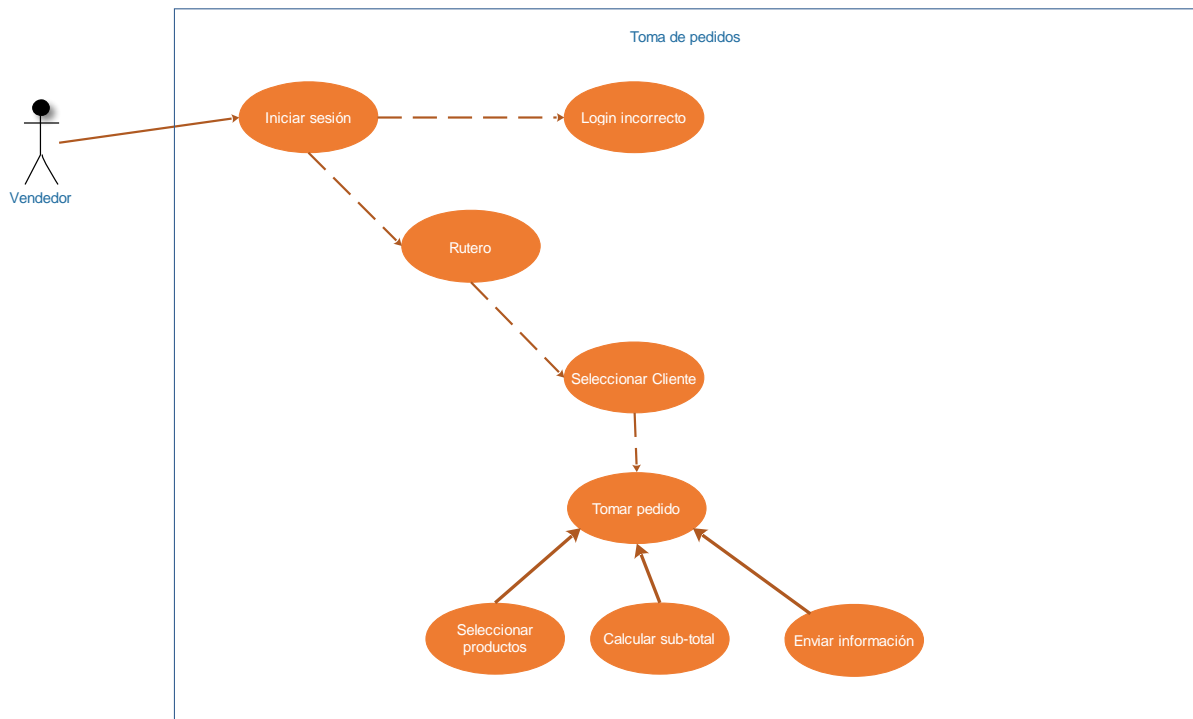 Toma de pedidos
Iniciar sesión
Login incorrecto
Vendedor
Rutero
Seleccionar Cliente
Tomar pedido
Seleccionar
productos
Calcular sub-total
Enviar información